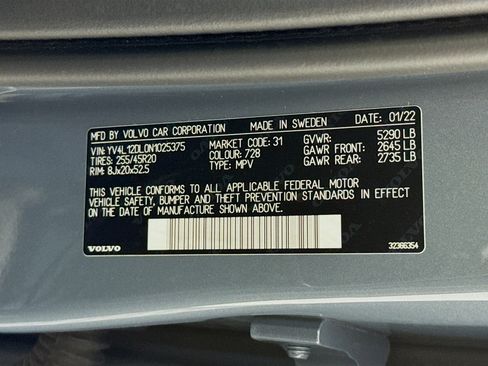 MFD BY VOLVO CAR CORPORATION MADE IN SWEDEN DATE: 01/22
VIN: YV4L12DL0N1025375 MARKET CODE: 31 GVWR: 5290 LB
TIRES: 255/45R20 COLOUR: 728 GAWR FRONT: 2645 LB
RIM: 8Jx20x52.5 TYPE: MPV GAWR REAR: 2735 LB
THIS VEHICLE CONFORMS TO ALL APPLICABLE FEDERAL MOTOR
VEHICLE SAFETY, BUMPER AND THEFT PREVENTION STANDARDS IN EFFECT
ON THE DATE OF MANUFACTURE SHOWN ABOVE.
VOLVO 32366354